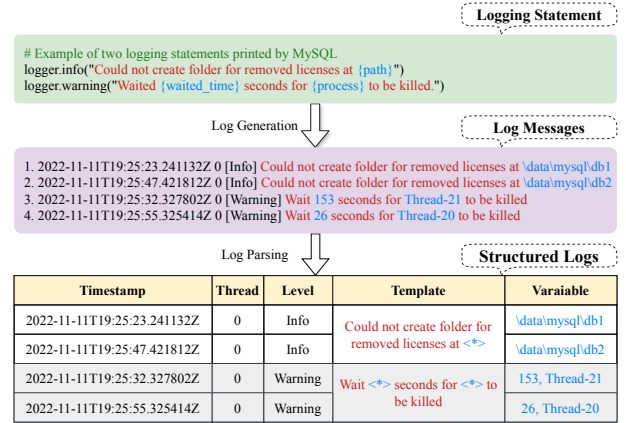 Logging Statement
# Example of two logging statements printed by MySQL
logger.info("Could not create folder for removed licenses at {path}")
logger.warning("Waited {waited_time} seconds for {process} to be killed.")
Log Generation
Log Messages
1. 2022-11-11T19:25:23.241132Z 0 [Info] Could not create folder for removed licenses at \data\mysql\db1
2. 2022-11-11T19:25:47.421812Z 0 [Info] Could not create folder for removed licenses at \data\mysql\db2
3. 2022-11-11T19:25:32.327802Z 0 [Warning] Wait 153 seconds for Thread-21 to be killed
4. 2022-11-11T19:25:55.325414Z 0 [Warning] Wait 26 seconds for Thread-20 to be killed
Log Parsing
Structured Logs
Timestamp Thread Level Template Varaiable
2022-11-11T19:25:23.241132Z 0 Info \data\mysql\db1
Could not create folder for
removed licenses at <*>
2022-11-11T19:25:47.421812Z 0 Info \data\mysql\db2
2022-11-11T19:25:32.327802Z 0 Warning 153, Thread-21
Wait <*> seconds for <*> to
be killed
2022-11-11T19:25:55.325414Z 0 Warning 26, Thread-20